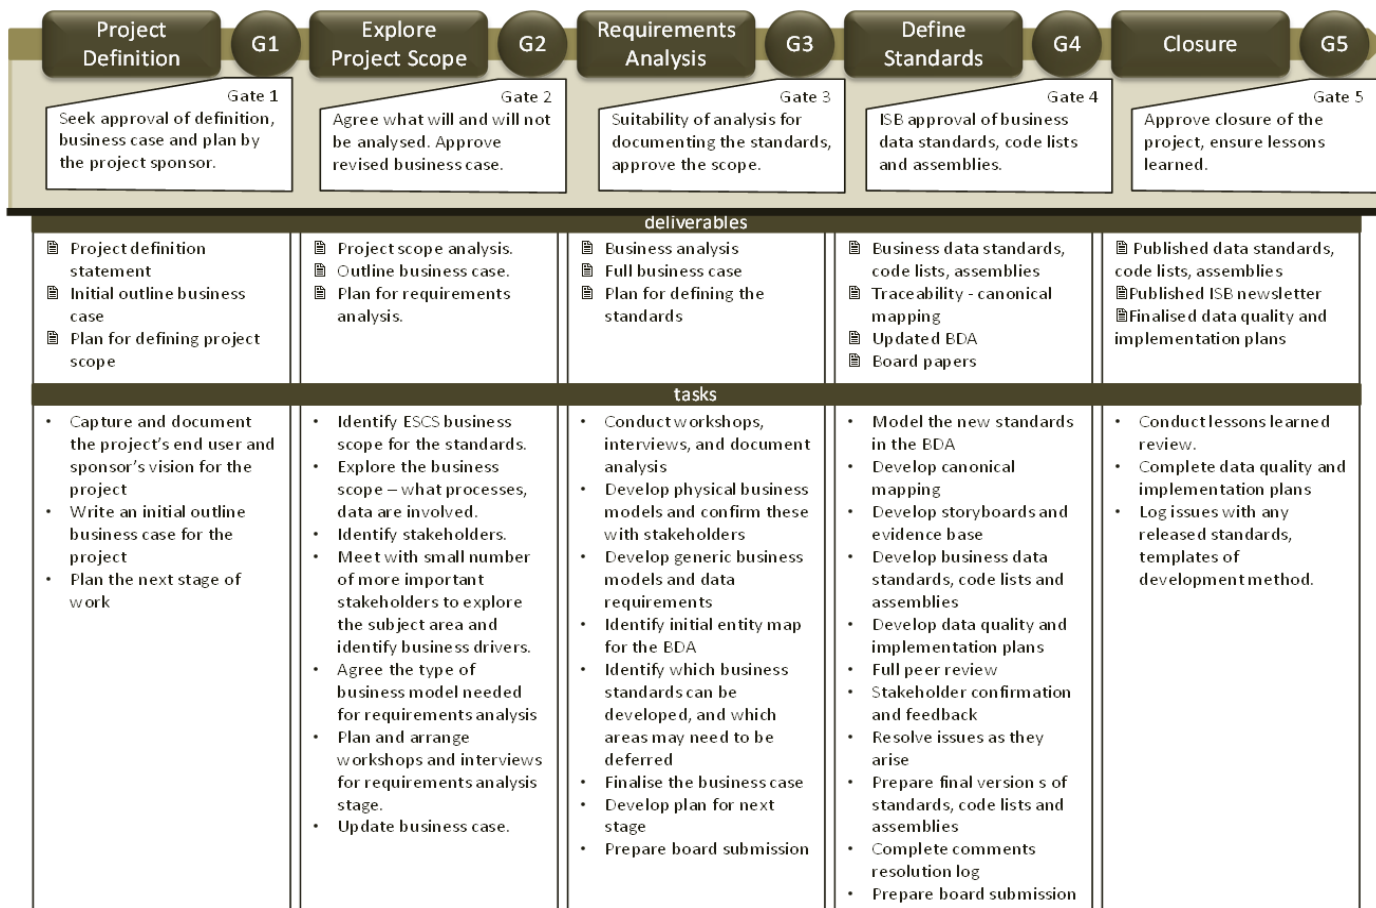 Project
Definition
G1
Explore
Project Scope
G2
Requirements
Analysis
G3
Define
Standards
G4
Closure
G5
Gate 1
Seek approval of definition,
business case and plan by
the project sponsor.
Gate 2
Agree what will and will not
be analysed. Approve
revised business case.
Gate 3
Suitability of analysis for
documenting the standards,
approve the scope.
Gate 4
ISB approval of business
data standards, code lists
and assemblies.
Gate 5
Approve closure of the
project, ensure lessons
learned.
deliverables
Project definition
statement
Initial outline business
case
Plan for defining project
scope
Project scope analysis.
Outline business case.
Plan for requirements
analysis.
Business analysis
Full business case
Plan for defining the
standards
Business data standards,
code lists, assemblies
Traceability - canonical
mapping
Updated BDA
Board papers
Published data standards,
code lists, assemblies
Published ISB newsletter
Finalised data quality and
implementation plans
tasks
• Capture and document
the project's end user and
sponsor's vision for the
project
• Write an initial outline
business case for the
project
• Plan the next stage of
work
• Identify ESCS business
scope for the standards.
• Explore the business
scope – what processes,
data are involved.
• Identify stakeholders.
• Meet with small number
of more important
stakeholders to explore
the subject area and
identify business drivers.
• Agree the type of
business model needed
for requirements analysis
• Plan and arrange
workshops and interviews
for requirements analysis
stage.
• Update business case.
• Conduct workshops,
interviews, and document
analysis
• Develop physical business
models and confirm these
with stakeholders
• Develop generic business
models and data
requirements
• Identify initial entity map
for the BDA
• Identify which business
standards can be
developed, and which
areas may need to be
deferred
• Finalise the business case
• Develop plan for next
stage
• Prepare board submission
• Model the new standards
in the BDA
• Develop canonical
mapping
• Develop storyboards and
evidence base
• Develop business data
standards, code lists and
assemblies
• Develop data quality and
implementation plans
• Full peer review
• Stakeholder confirmation
and feedback
• Resolve issues as they
arise
• Prepare final version s of
standards, code lists and
assemblies
• Complete comments
resolution log
• Prepare board submission
• Conduct lessons learned
review.
• Complete data quality and
implementation plans
• Log issues with any
released standards,
templates of
development method.